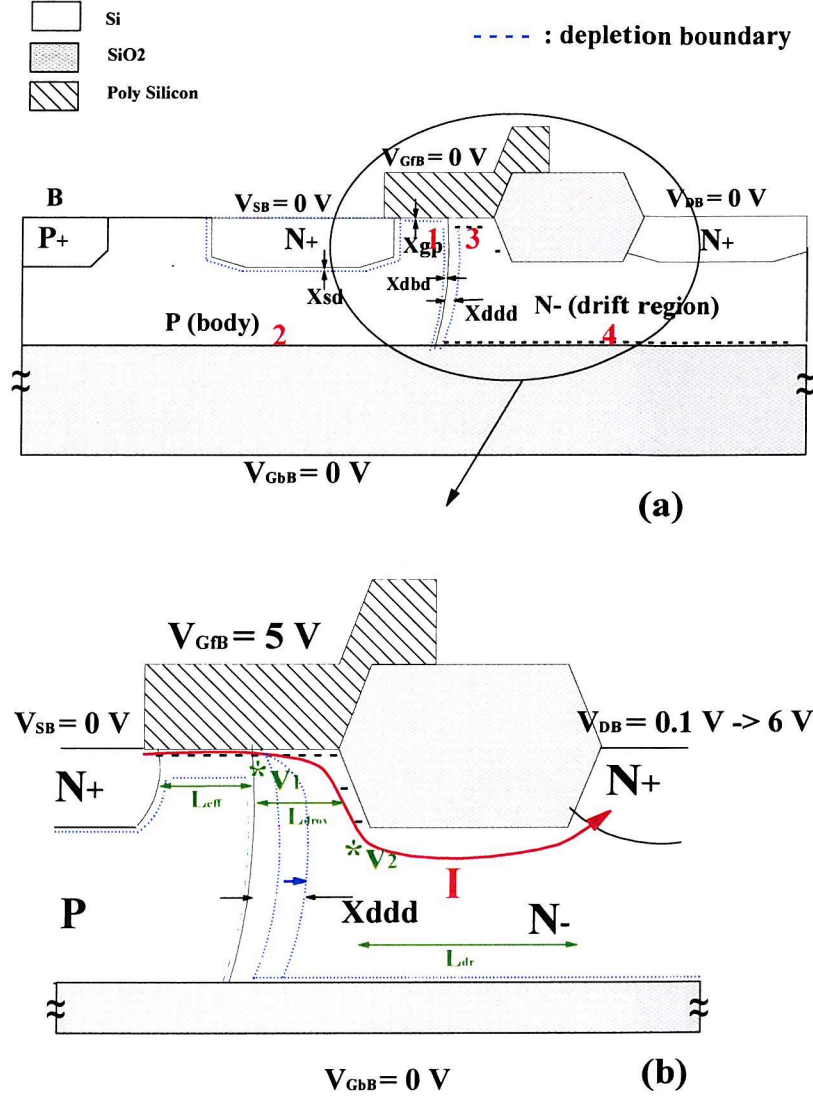 Si
SiO2
Poly Silicon
- - - - : depletion boundary
VGfB = 0 V
B
VSB = 0 V
VDB = 0 V
P+
N+
1
3
N+
Xgp
Xsd
Xdbd
Xddd
N- (drift region)
P (body)
2
4
≈
≈
VGbB = 0 V
(a)
VGfB = 5 V
VSB = 0 V
VDB = 0.1 V -> 6 V
N+
* V1
N+
Leff
Ldrov
* V2
I
P
Xddd
N-
Ldr
≈
≈
VGbB = 0 V
(b)